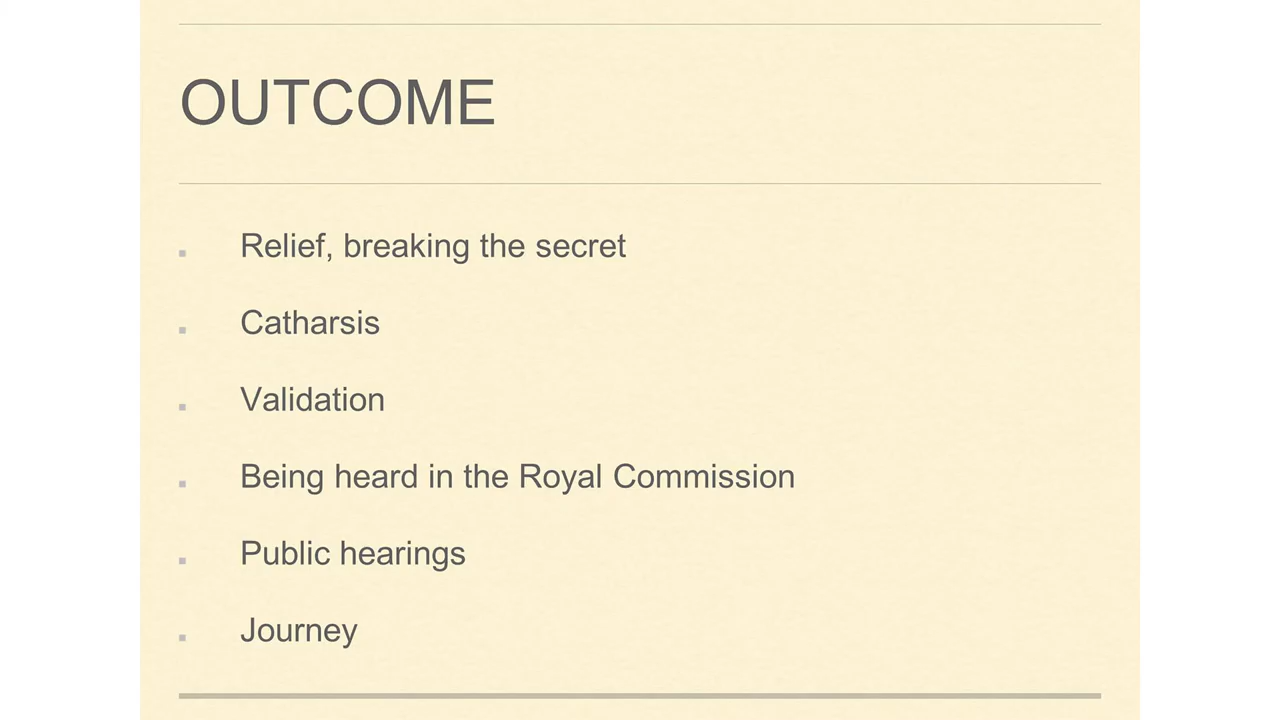 OUTCOME
Relief, breaking the secret
Catharsis
Validation
Being heard in the Royal Commission
Public hearings
Journey